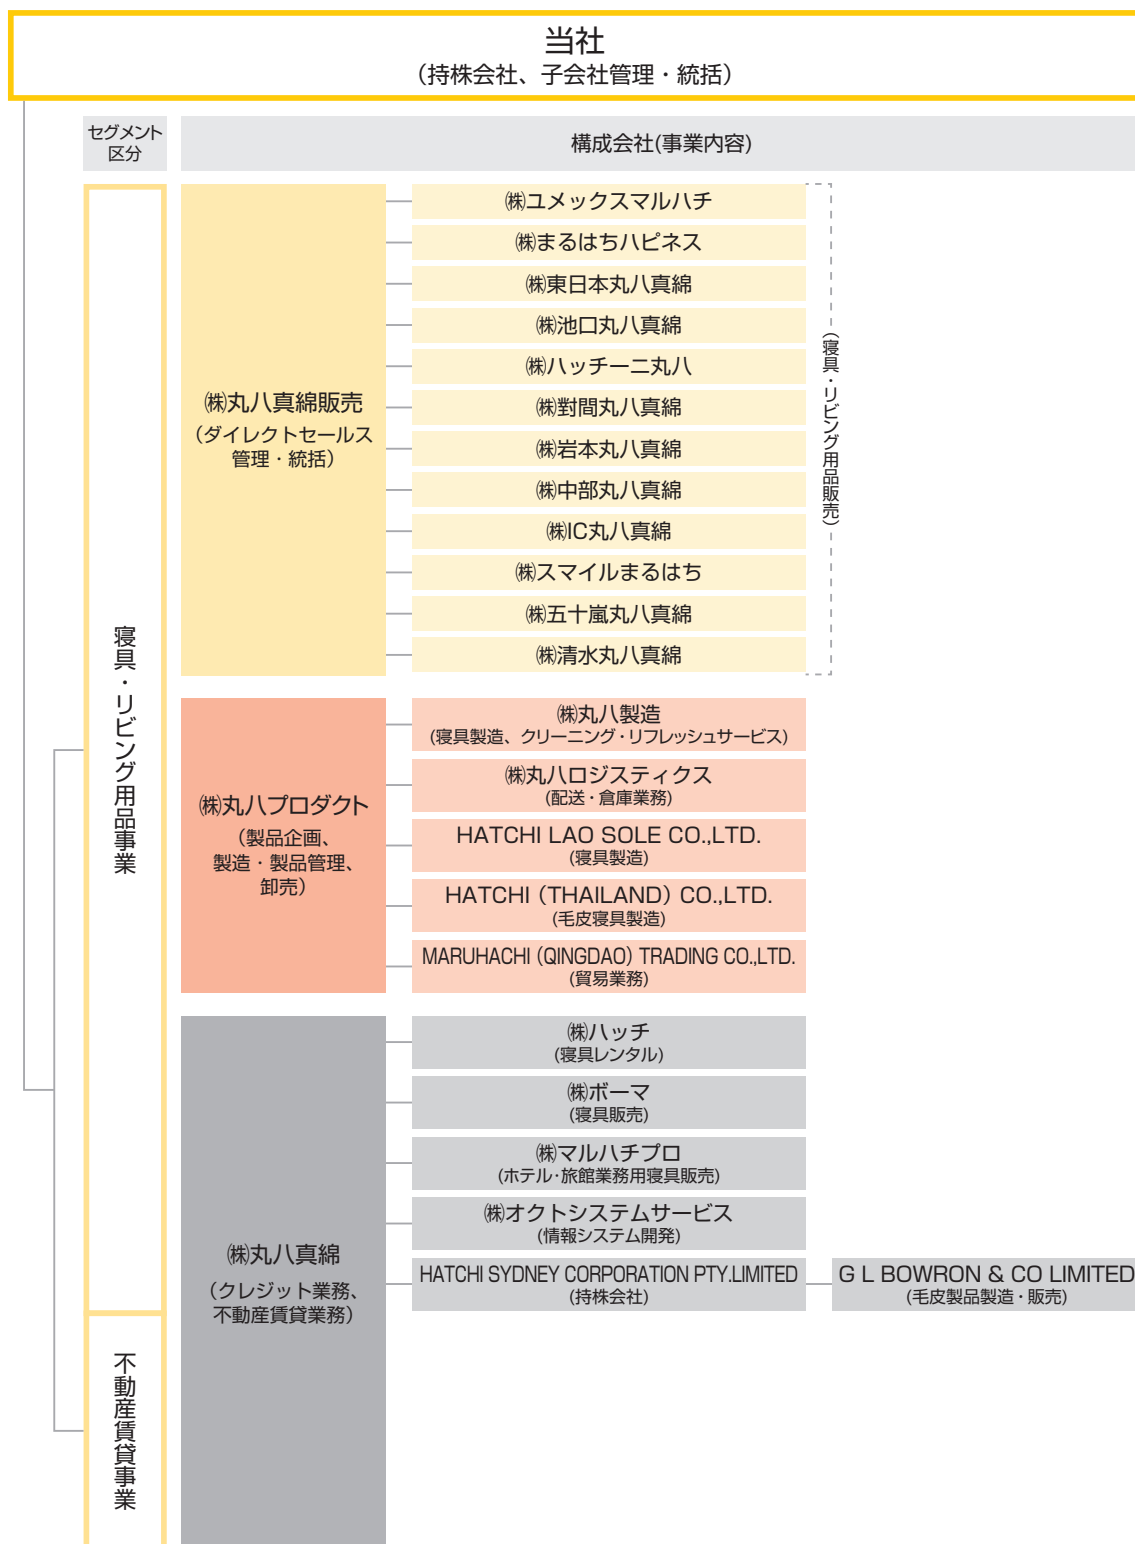 当社
（持株会社、子会社管理・統括）
セグメント
区分
構成会社(事業内容)
寝具・リビング用品事業
㈱丸八真綿販売
（ダイレクトセールス
管理・統括）
㈱ユメックスマルハチ
㈱まるはちハピネス
㈱東日本丸八真綿
㈱池口丸八真綿
㈱ハッチーニ丸八
㈱對間丸八真綿
㈱岩本丸八真綿
㈱中部丸八真綿
㈱IC丸八真綿
㈱スマイルまるはち
㈱五十嵐丸八真綿
㈱清水丸八真綿
（寝具・リビング用品販売）
㈱丸八プロダクト
（製品企画、
製造・製品管理、
卸売）
㈱丸八製造
(寝具製造、クリーニング・リフレッシュサービス)
㈱丸八ロジスティクス
(配送・倉庫業務)
HATCHI LAO SOLE CO.,LTD.
(寝具製造)
HATCHI (THAILAND) CO.,LTD.
(毛皮寝具製造)
MARUHACHI (QINGDAO) TRADING CO.,LTD.
(貿易業務)
㈱丸八真綿
（クレジット業務、
不動産賃貸業務）
㈱ハッチ
(寝具レンタル)
㈱ボーマ
(寝具販売)
㈱マルハチプロ
(ホテル・旅館業務用寝具販売)
㈱オクトシステムサービス
(情報システム開発)
HATCHI SYDNEY CORPORATION PTY.LIMITED
(持株会社)
G L BOWRON & CO LIMITED
(毛皮製品製造・販売)
不動産賃貸事業